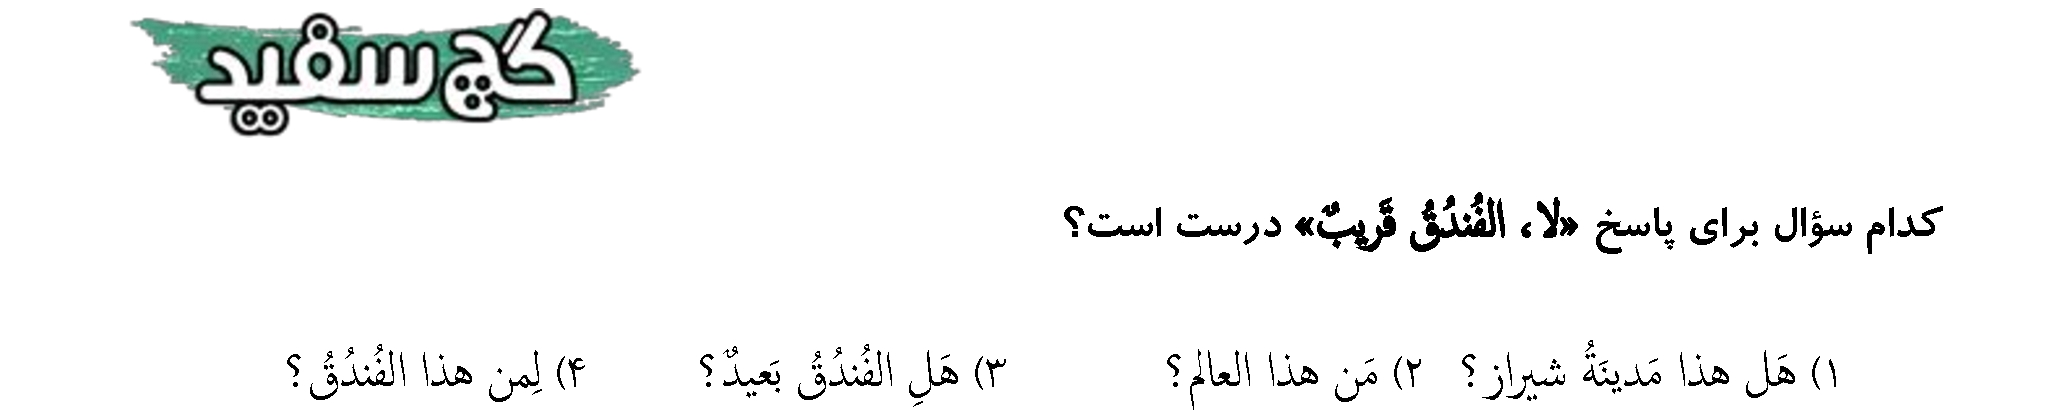 گچ سفید
کدام سؤال برای پاسخ «لا، الفُندُقُ قَریبٌ» درست است؟
۱) هَل هذا مَدینَةُ شیراز؟ ۲) مَن هذا العالم؟ ۳) هَلِ الفُندُقُ بَعیدٌ؟ ۴) لِمن هذا الفُندُقُ؟